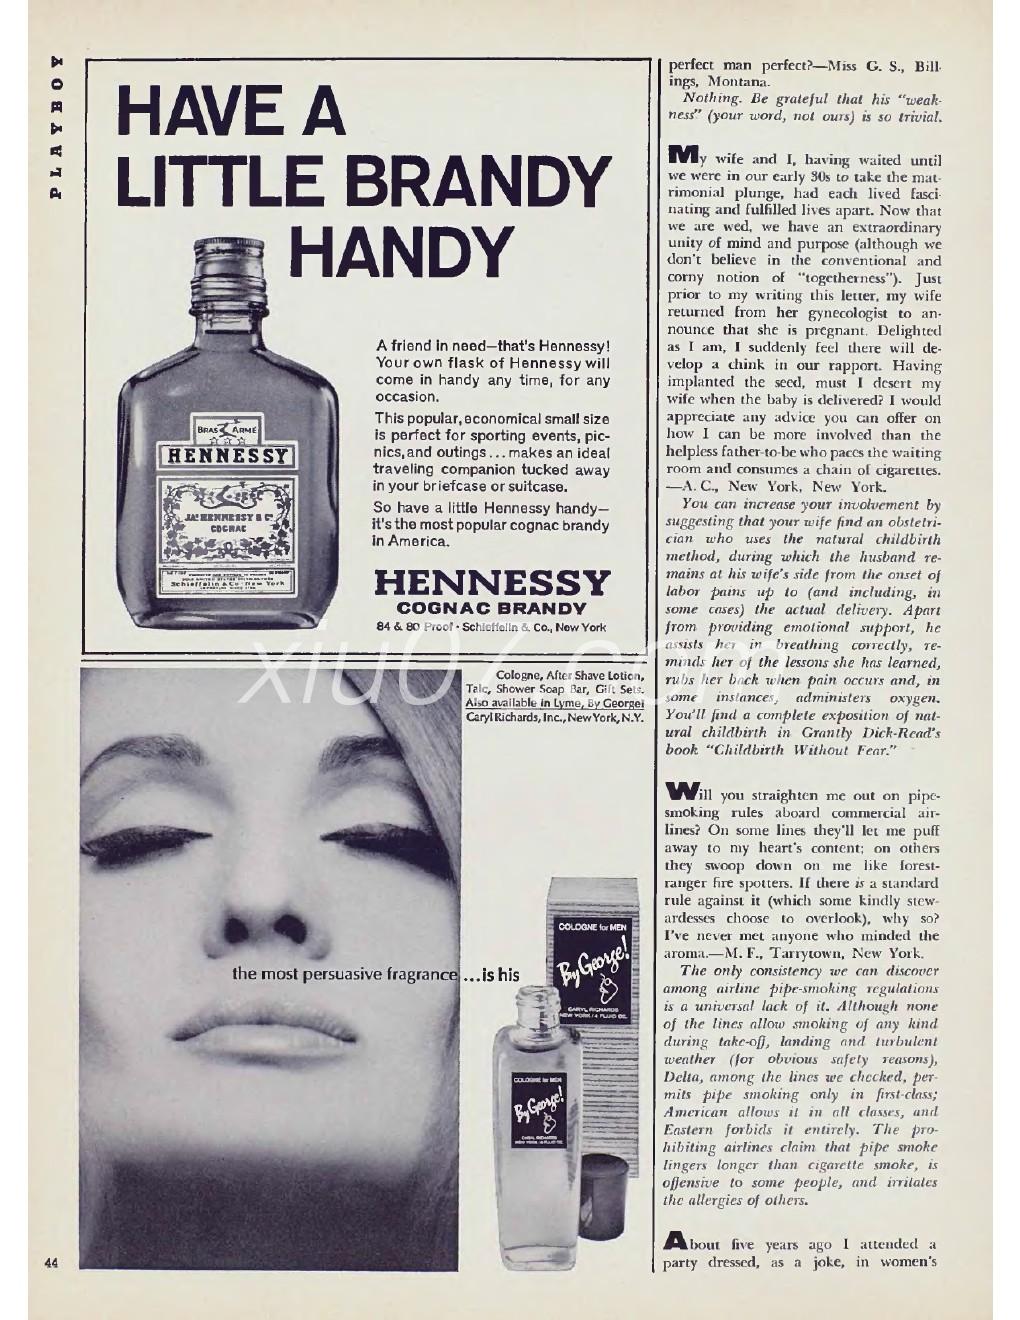 PLAYBOY
HAVE A
LITTLE BRANDY
HANDY
BRAS ARMÉ
HENNESSY
JAS HENNESSY & Co
COGNAC
Schieffelin & Co New York
A friend in need—that's Hennessy!
Your own flask of Hennessy will
come in handy any time, for any
occasion.
This popular, economical small size
is perfect for sporting events, pic-
nics, and outings... makes an ideal
traveling companion tucked away
in your briefcase or suitcase.
So have a little Hennessy handy—
it's the most popular cognac brandy
in America.
HENNESSY
COGNAC BRANDY
84 & 80 Proof • Schieffelin & Co., New York
xiu07.com
Cologne, After Shave Lotion,
Talc, Shower Soap Bar, Gift Sets.
Also available in Lyme, By George!
Caryl Richards, Inc., New York, N.Y.
the most persuasive fragrance ...is his
COLOGNE for MEN
By George!
CARYL RICHARDS
NEW YORK / 4 FLUID OZ.
COLOGNE for MEN
By George!
CARYL RICHARDS
NEW YORK / 4 FLUID OZ.
44
perfect man perfect?—Miss G. S., Bill-
ings, Montana.
Nothing. Be grateful that his "weak-
ness" (your word, not ours) is so trivial.
My wife and I, having waited until
we were in our early 30s to take the mat-
rimonial plunge, had each lived fasci-
nating and fulfilled lives apart. Now that
we are wed, we have an extraordinary
unity of mind and purpose (although we
don't believe in the conventional and
corny notion of "togetherness"). Just
prior to my writing this letter, my wife
returned from her gynecologist to an-
nounce that she is pregnant. Delighted
as I am, I suddenly feel there will de-
velop a chink in our rapport. Having
implanted the seed, must I desert my
wife when the baby is delivered? I would
appreciate any advice you can offer on
how I can be more involved than the
helpless father-to-be who paces the waiting
room and consumes a chain of cigarettes.
—A. C., New York, New York.
You can increase your involvement by
suggesting that your wife find an obstetri-
cian who uses the natural childbirth
method, during which the husband re-
mains at his wife's side from the onset of
labor pains up to (and including, in
some cases) the actual delivery. Apart
from providing emotional support, he
assists her in breathing correctly, re-
minds her of the lessons she has learned,
rubs her back when pain occurs and, in
some instances, administers oxygen.
You'll find a complete exposition of nat-
ural childbirth in Grantly Dick-Read's
book "Childbirth Without Fear."
Will you straighten me out on pipe-
smoking rules aboard commercial air-
lines? On some lines they'll let me puff
away to my heart's content; on others
they swoop down on me like forest-
ranger fire spotters. If there is a standard
rule against it (which some kindly stew-
ardesses choose to overlook), why so?
I've never met anyone who minded the
aroma.—M. F., Tarrytown, New York.
The only consistency we can discover
among airline pipe-smoking regulations
is a universal lack of it. Although none
of the lines allow smoking of any kind
during take-off, landing and turbulent
weather (for obvious safety reasons),
Delta, among the lines we checked, per-
mits pipe smoking only in first-class;
American allows it in all classes, and
Eastern forbids it entirely. The pro-
hibiting airlines claim that pipe smoke
lingers longer than cigarette smoke, is
offensive to some people, and irritates
the allergies of others.
About five years ago I attended a
party dressed, as a joke, in women's